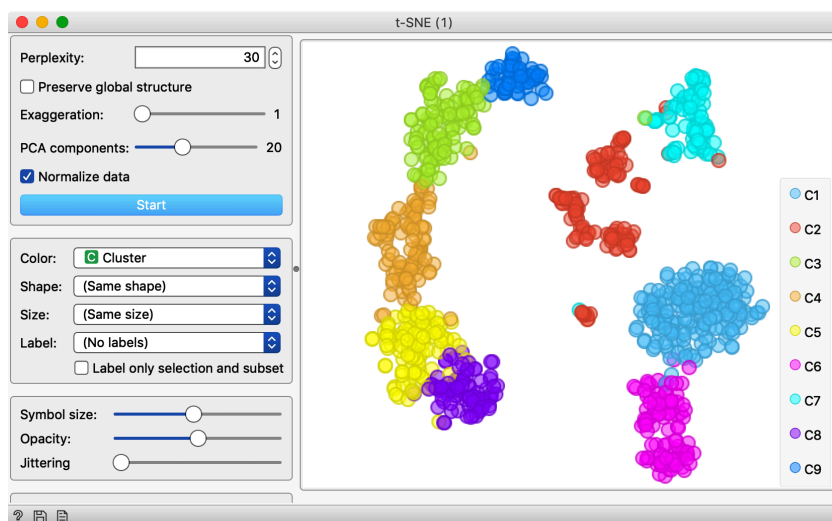 t-SNE (1)
Perplexity: 30
Preserve global structure
Exaggeration: 1
PCA components: 20
Normalize data
Start
Color: C Cluster
Shape: (Same shape)
Size: (Same size)
Label: (No labels)
Label only selection and subset
Symbol size:
Opacity:
Jittering
?
C1
C2
C3
C4
C5
C6
C7
C8
C9